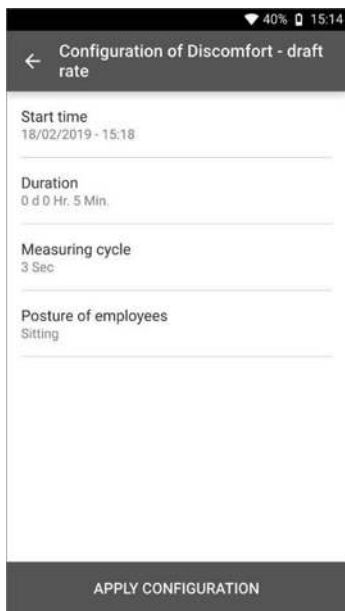 40% 15:14
Configuration of Discomfort - draft
rate
Start time
18/02/2019 - 15:18
Duration
0 d 0 Hr. 5 Min.
Measuring cycle
3 Sec
Posture of employees
Sitting
APPLY CONFIGURATION